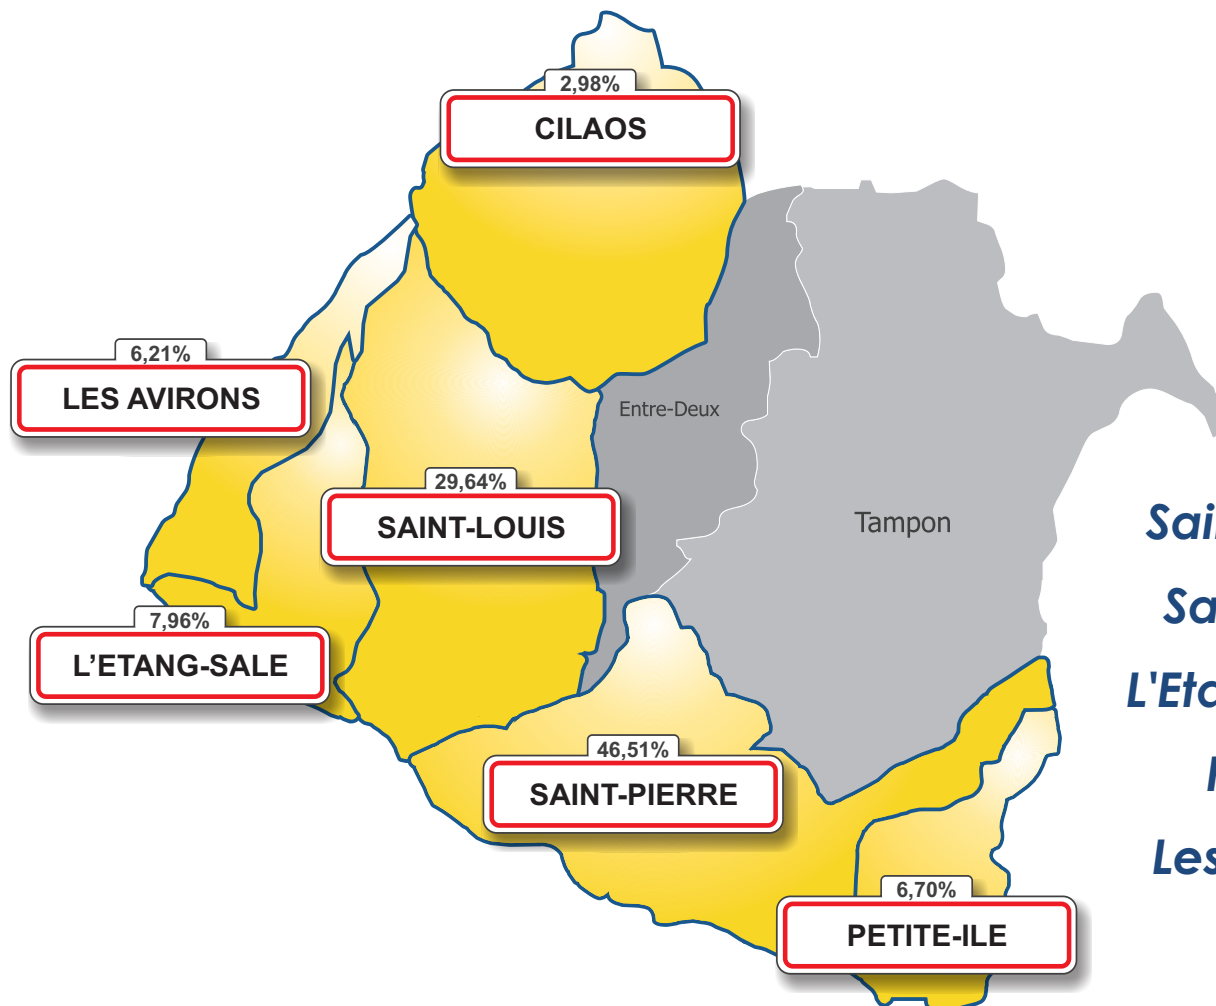 2,98%
CILAOS
6,21%
LES AVIRONS
Entre-Deux
29,64%
SAINT-LOUIS
Tampon
7,96%
L'ETANG-SALE
46,51%
SAINT-PIERRE
6,70%
PETITE-ILE
Les